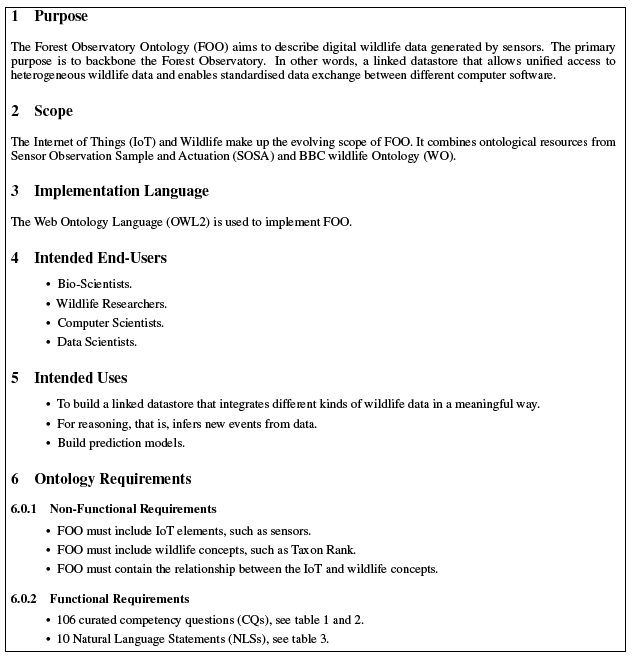 1 Purpose
The Forest Observatory Ontology (FOO) aims to describe digital wildlife data generated by sensors. The primary
purpose is to backbone the Forest Observatory. In other words, a linked datastore that allows unified access to
heterogeneous wildlife data and enables standardised data exchange between different computer software.
2 Scope
The Internet of Things (IoT) and Wildlife make up the evolving scope of FOO. It combines ontological resources from
Sensor Observation Sample and Actuation (SOSA) and BBC wildlife Ontology (WO).
3 Implementation Language
The Web Ontology Language (OWL2) is used to implement FOO.
4 Intended End-Users
• Bio-Scientists.
• Wildlife Researchers.
• Computer Scientists.
• Data Scientists.
5 Intended Uses
• To build a linked datastore that integrates different kinds of wildlife data in a meaningful way.
• For reasoning, that is, infers new events from data.
• Build prediction models.
6 Ontology Requirements
6.0.1 Non-Functional Requirements
• FOO must include IoT elements, such as sensors.
• FOO must include wildlife concepts, such as Taxon Rank.
• FOO must contain the relationship between the IoT and wildlife concepts.
6.0.2 Functional Requirements
• 106 curated competency questions (CQs), see table 1 and 2.
• 10 Natural Language Statements (NLSs), see table 3.